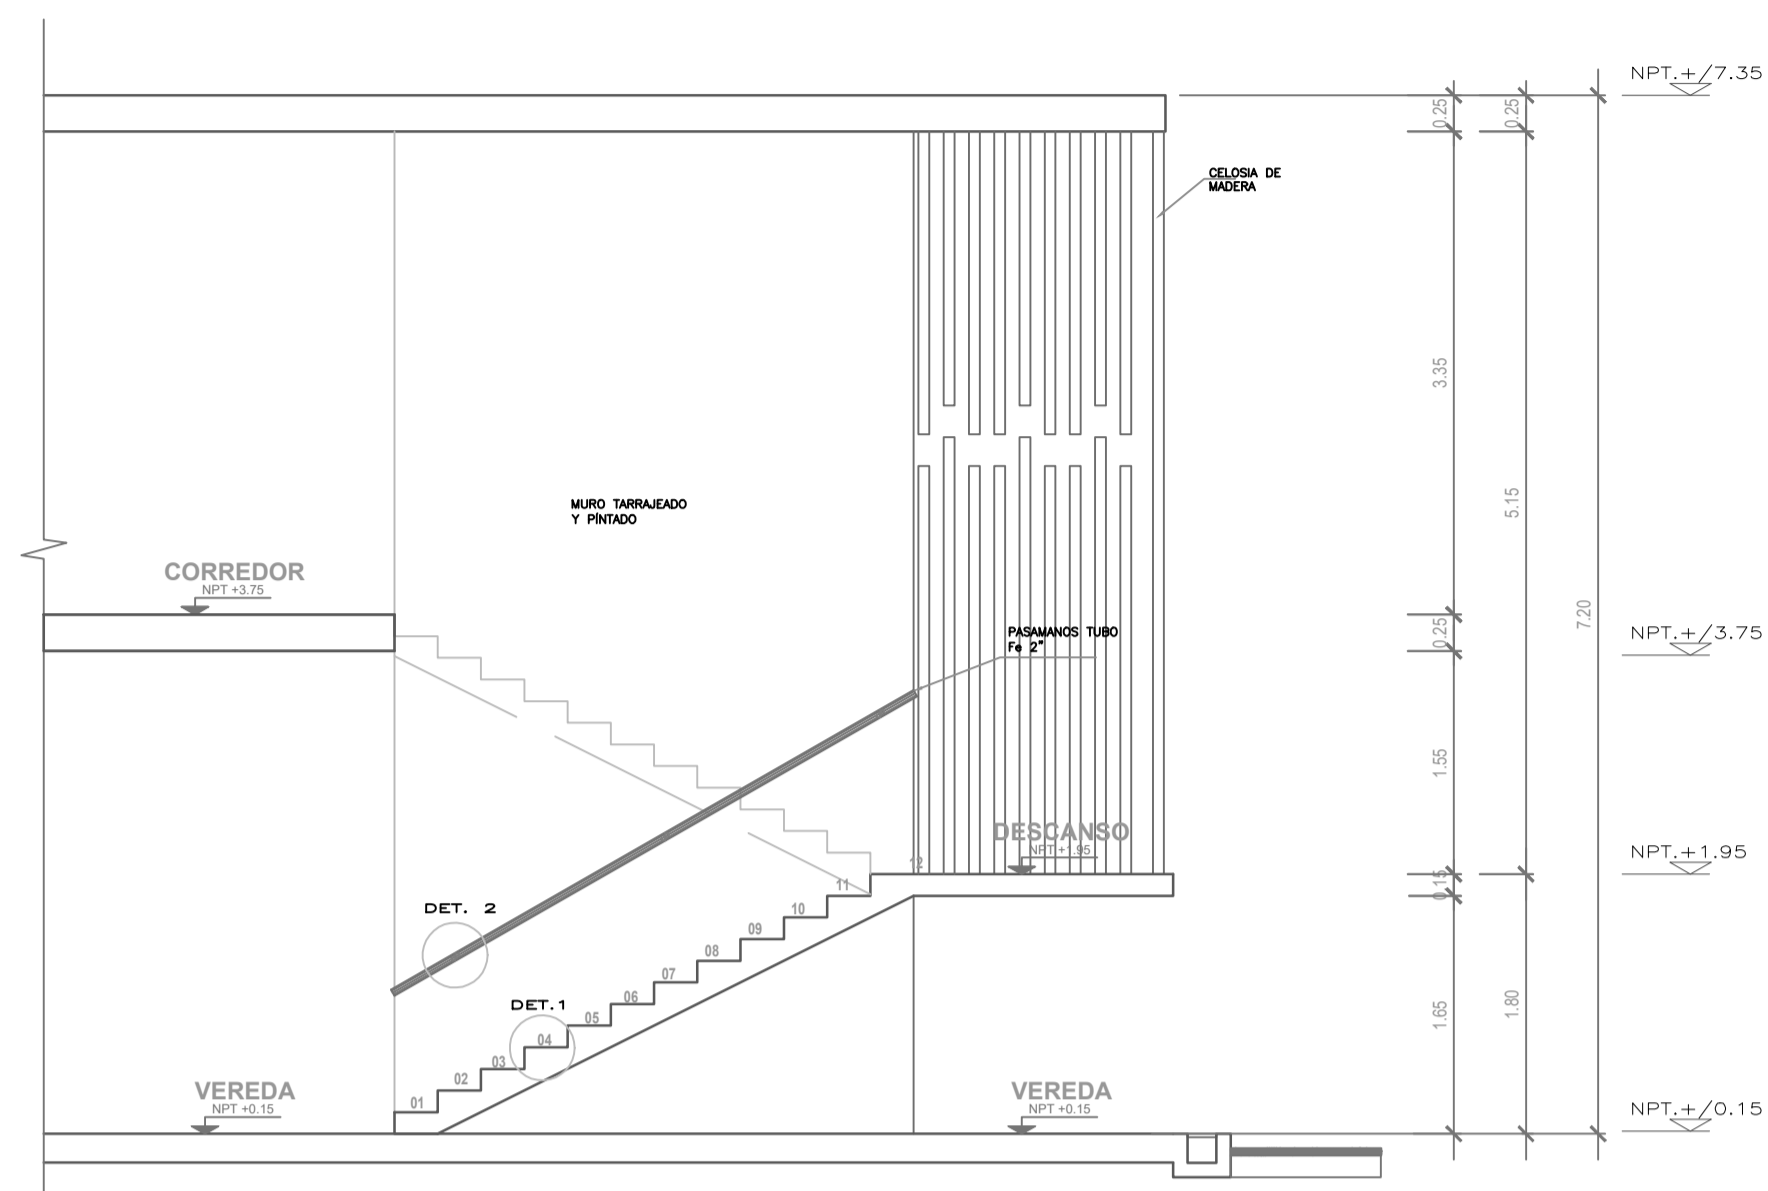 NPT.+/7.35
0.25
0.25
CELOSIA DE
MADERA
3.35
5.15
MURO TARRAJEADO
Y PÍNTADO
CORREDOR
NPT +3.75
7.20
PASAMANOS TUBO
Fe 2"
0.25
NPT.+/3.75
1.55
DESCANSO
NPT +1.95
NPT.+1.95
12
11
0.15
10
09
08
07
06
05
04
03
02
01
DET. 2
DET.1
1.65
1.80
VEREDA
NPT +0.15
VEREDA
NPT +0.15
NPT.+/0.15